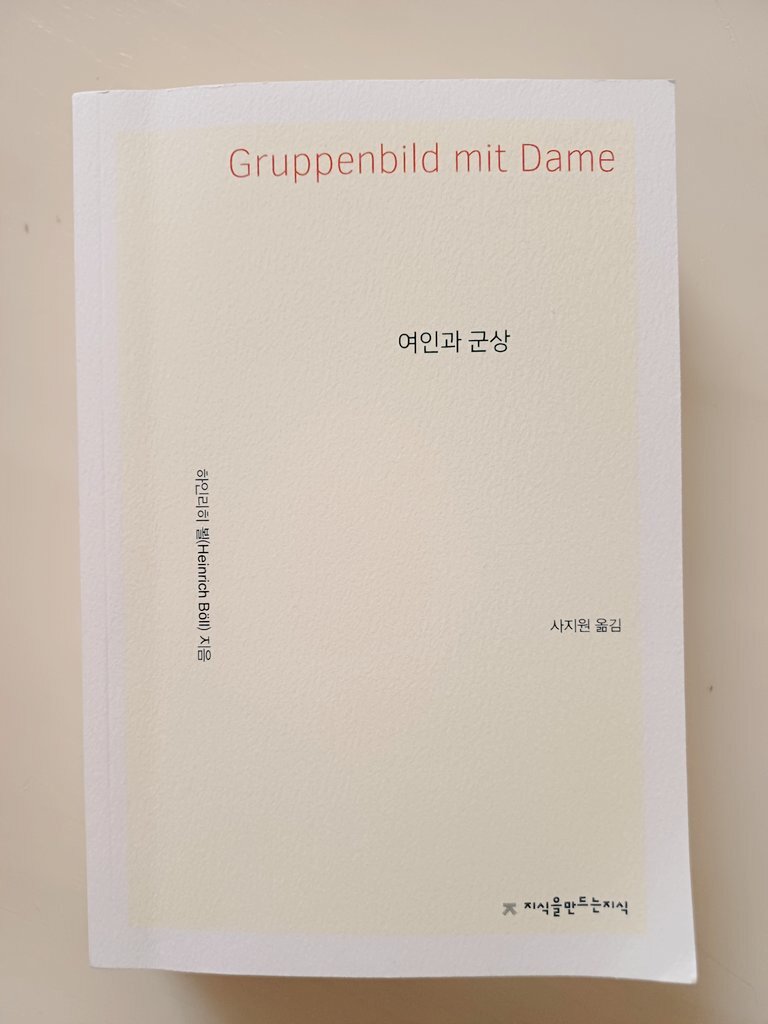 Gruppenbild mit Dame
여인과 군상
하인리히 뵐(Heinrich Böll) 지음
사지원 옮김
지식을만드는지식